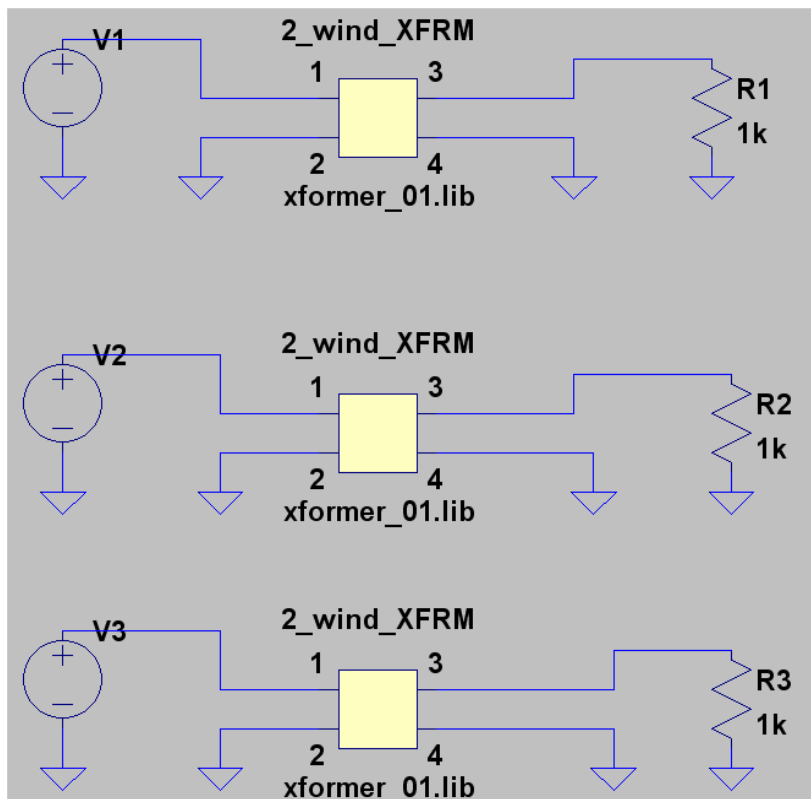 2_wind_XFRM
V1
1 3
R1
1k
2 4
xformer_01.lib
2_wind_XFRM
V2
1 3
R2
1k
2 4
xformer_01.lib
2_wind_XFRM
V3
1 3
R3
1k
2 4
xformer_01.lib